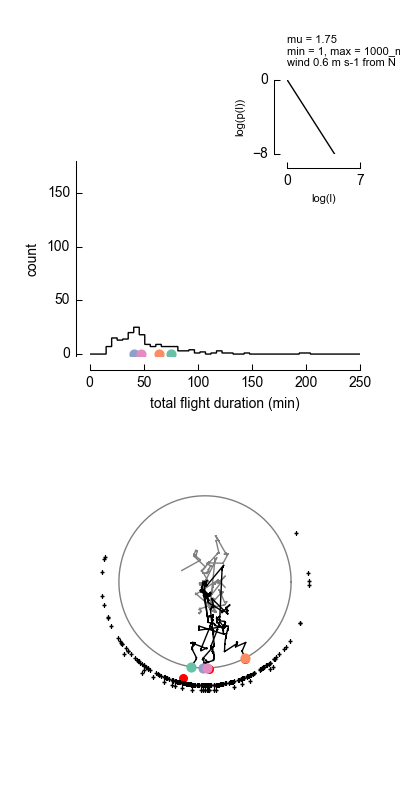 mu = 1.75
min = 1, max = 1000_m
wind 0.6 m s-1 from N
0
log(p(l))
−8
0
7
log(l)
150
count
100
50
0
0
50
100
150
200
250
total flight duration (min)